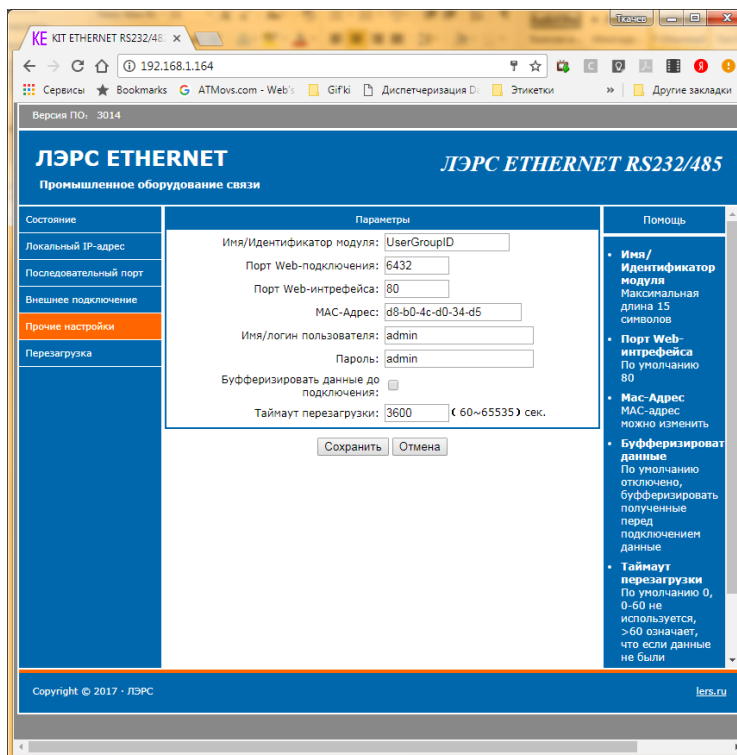 Ткачев
KIT ETHERNET RS232/48
192.168.1.164
Сервисы
Bookmarks
ATMovs.com - Web's
Gif'ki
Диспетчеризация
Этикетки
»
Другие закладки
Версия ПО: 3014
ЛЭРС ETHERNET
Промышленное оборудование связи
ЛЭРС ETHERNET RS232/485
Состояние
Локальный IP-адрес
Последовательный порт
Внешнее подключение
Прочие настройки
Перезагрузка
Параметры
Имя/Идентификатор модуля: UserGroupID
Порт Web-подключения: 6432
Порт Web-интрефейса: 80
MAC-Адрес: d8-b0-4c-d0-34-d5
Имя/логин пользователя: admin
Пароль: admin
Буфферизировать данные до
подключения:
Таймаут перезагрузки: 3600 ( 60~65535) сек.
Сохранить Отмена
Помощь
• Имя/
Идентификатор
модуля
Максимальная
длина 15
символов
• Порт Web-
интрефейса
По умолчанию
80
• Mac-Адрес
MAC-адрес
можно изменить
• Буфферизироват
данные
По умолчанию
отключено,
буфферизировать
полученные
перед
подключением
данные
• Таймаут
перезагрузки
По умолчанию 0,
0-60 не
используется,
>60 означает,
что если данные
не были
Copyright © 2017 · ЛЭРС
lers.ru